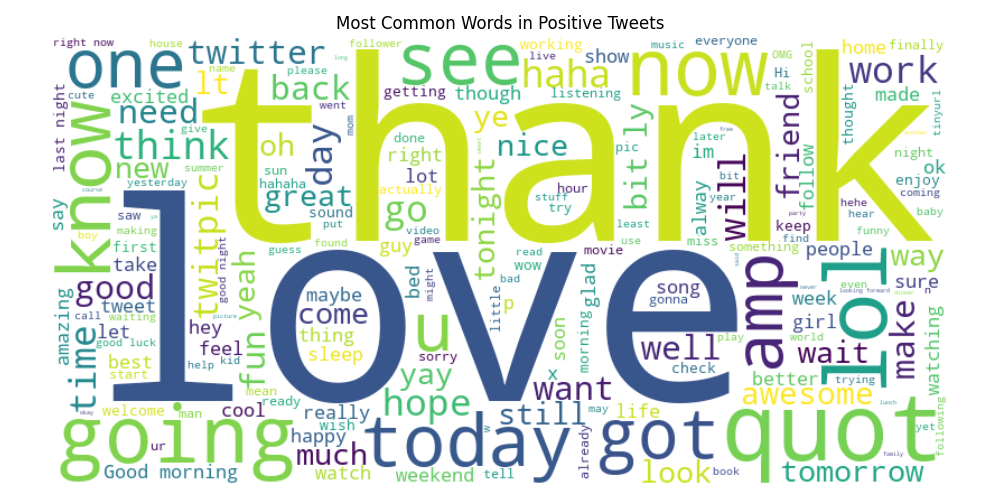 Most Common Words in Positive Tweets
right now
house
one
twitter
follower
long
see
working
live
show
everyone
music
now
OMG
Hi
talk
school
home
finally
work
cute
name
lt
please
back
getting
though
haha
listening
thank
last night
excited
need
give
went
mom
ye
thought
made
tinyurl
know
think
oh
day
done
right
nice
pic
bit ly
later
free
im
friend
follow
night
another
ok
new
summer
sun
hahaha
lot
actually
sweet
hour
stuff
try
alway
bit
year
will
enjoy
coming
course
yesterday
great
tonight
say
saw
ya
twitpic
sound
put
go
least
miss
party
keep
hehe
hear
baby
boy
making
video
guy
game
use
something
find
funny
first
good night
guess
found
read
movie
said
people
way
take
yeah
bed
might
wow
love
amp
never
lol
even
looking forward
dinner
sure
n
good
maybe
little
bad
glad
song
gonna
week
amazing
tweet
come
p
call
waiting
picture
u
soon
morning
play
girl
make
Watching
time
let
hey
thing
well
world
good luck
feel
fun
sleep
sorry
check
wait
best
help
kid
yay
x
better
trying
start
mean
want
awesome
lunch
okay
welcome
man
cool
ready
really
hope
still
may
life
quot
yet
following
going
wish
today
w
got
ur
happy
already
family
Good morning
much
watch
weekend
tell
look
book
tomorrow